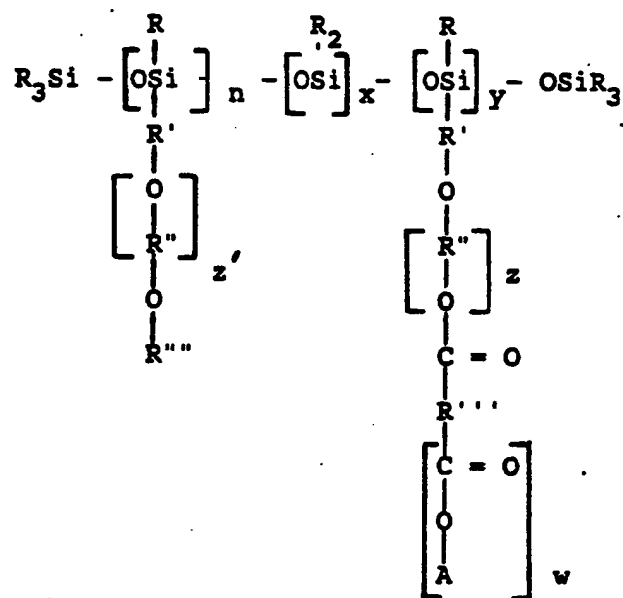 R R2 R
R3Si -[OSi ]n -[OSi]x- -[OSi]y- OSiR3
R' R'
O O
R" z' R" z
O O
R"" C = O
R'''
C = O
O
A w